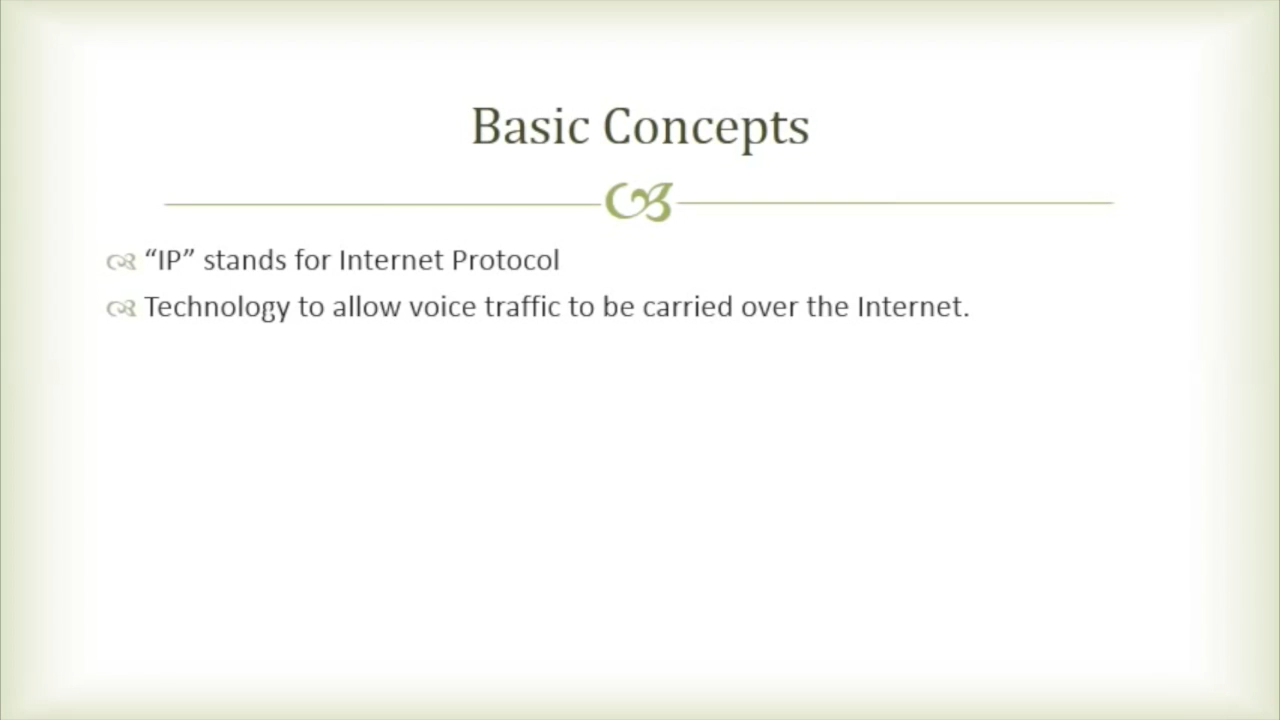 Basic Concepts
“IP” stands for Internet Protocol
Technology to allow voice traffic to be carried over the Internet.